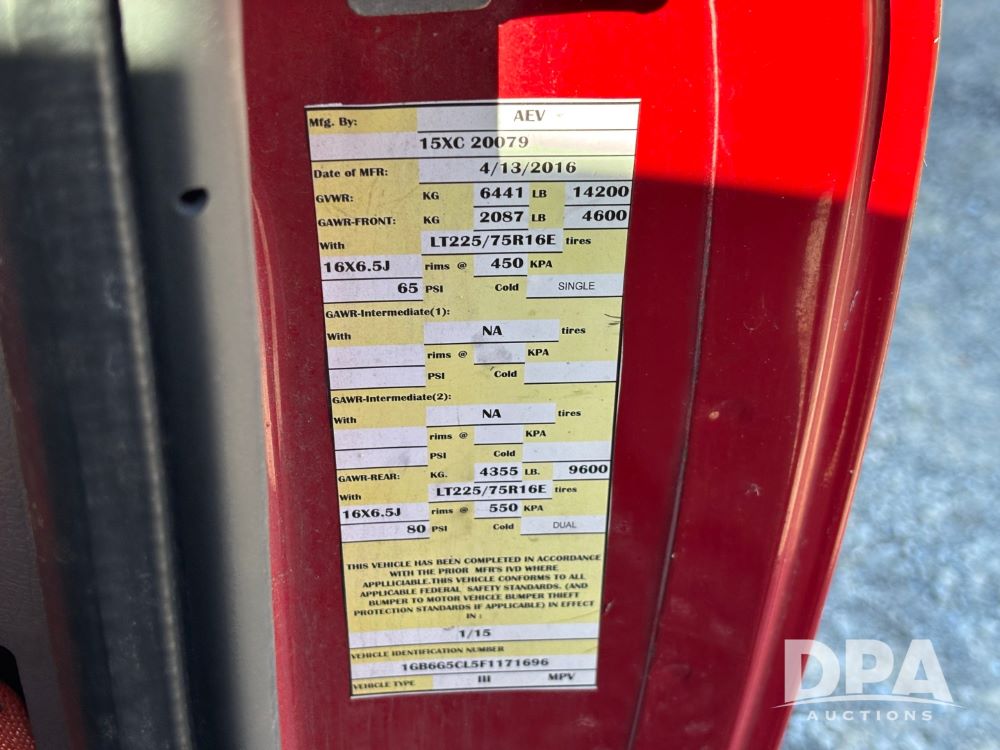 Mfg. By: AEV
15XC 20079
Date of MFR: 4/13/2016
GVWR: KG 6441 LB 14200
GAWR-FRONT: KG 2087 LB 4600
With LT225/75R16E tires
16X6.5J rims @ 450 KPA
65 PSI Cold SINGLE
GAWR-Intermediate(1):
With NA tires
rims @ KPA
PSI Cold
GAWR-Intermediate(2):
With NA tires
rims @ KPA
PSI Cold
GAWR-REAR: KG. 4355 LB. 9600
With LT225/75R16E tires
16X6.5J rims @ 550 KPA
80 PSI Cold DUAL
THIS VEHICLE HAS BEEN COMPLETED IN ACCORDANCE
WITH THE PRIOR MFR'S IVD WHERE
APPLLICIABLE.THIS VEHICLE CONFORMS TO ALL
APPLICABLE FEDERAL SAFETY STANDARDS. (AND
BUMPER TO MOTOR VEHICLE BUMPER THEFT
PROTECTION STANDARDS IF APPLICABLE) IN EFFECT
IN :
1/15
VEHICLE IDENTIFICATION NUMBER
1GB6G5CL5F1171696
VEHICLE TYPE III MPV
DPA
AUCTIONS